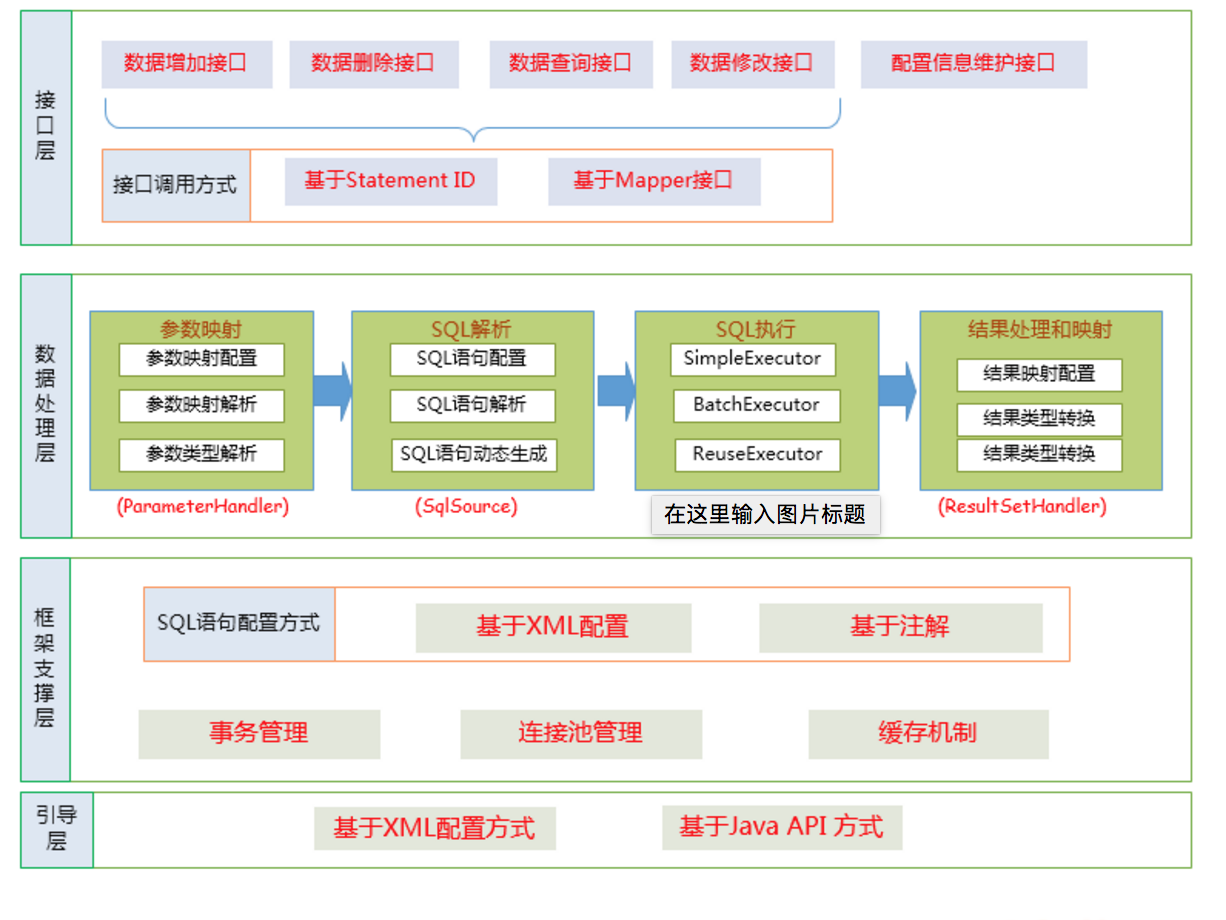 接口层
数据增加接口
数据删除接口
数据查询接口
数据修改接口
配置信息维护接口
接口调用方式
基于Statement ID
基于Mapper接口
数据处理层
参数映射
参数映射配置
参数映射解析
参数类型解析
(ParameterHandler)
SQL解析
SQL语句配置
SQL语句解析
SQL语句动态生成
(SqlSource)
SQL执行
SimpleExecutor
BatchExecutor
ReuseExecutor
在这里输入图片标题
结果处理和映射
结果映射配置
结果类型转换
结果类型转换
(ResultSetHandler)
框架支撑层
SQL语句配置方式
基于XML配置
基于注解
事务管理
连接池管理
缓存机制
引导层
基于XML配置方式
基于Java API 方式